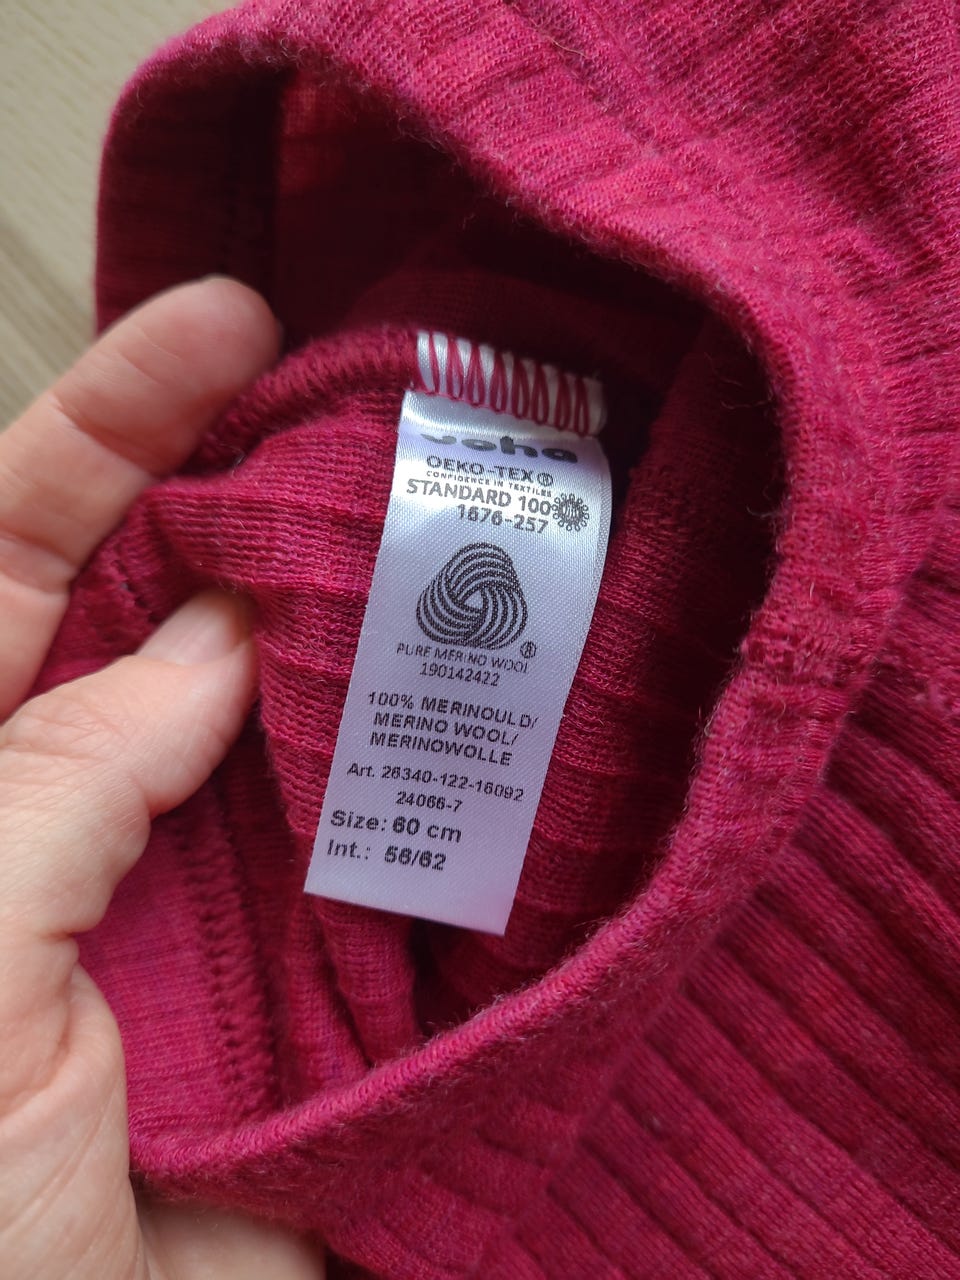 Joha
OEKO-TEX®
CONFIDENCE IN TEXTILES
STANDARD 100
1676-257
®
PURE MERINO WOOL
190142422
100% MERINOULD/
MERINO WOOL/
MERINOWOLLE
Art. 26340-122-16092
24066-7
Size: 60 cm
Int.: 56/62